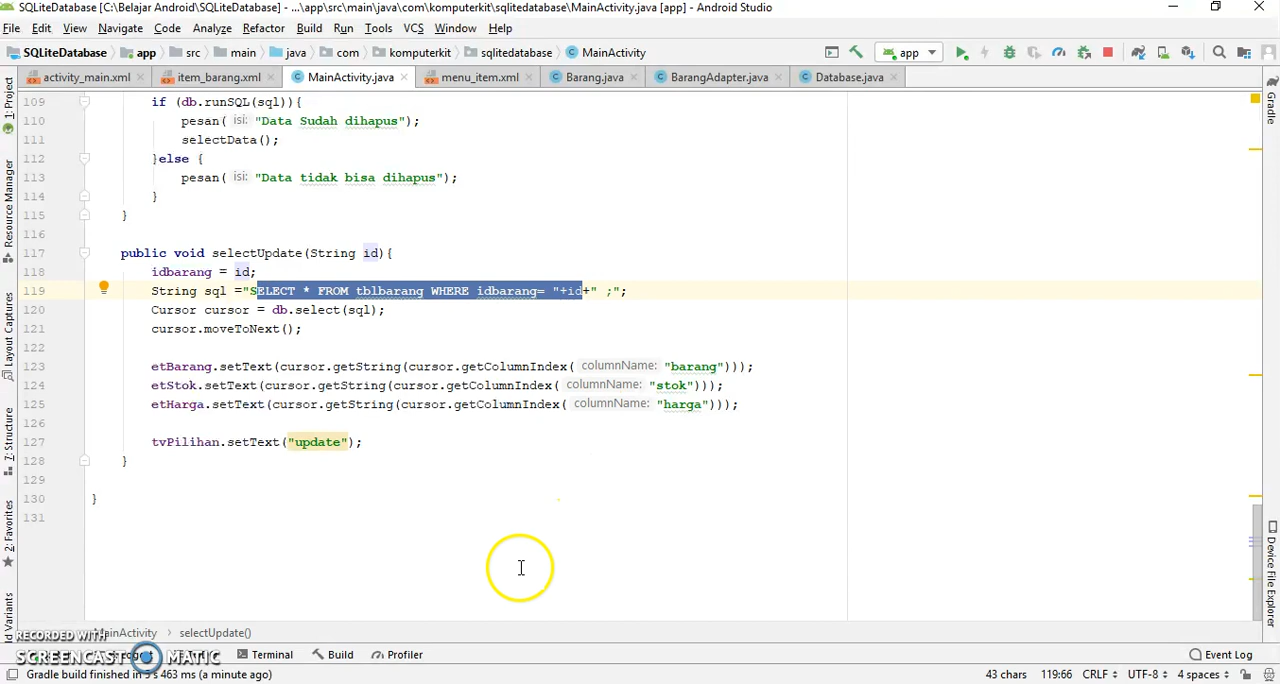 SQLiteDatabase [C:\Belajar Android\SQLiteDatabase] - ...\app\src\main\java\com\komputerkit\sqlitedatabase\MainActivity.java [app] - Android Studio
File Edit View Navigate Code Analyze Refactor Build Run Tools VCS Window Help
SQLiteDatabase app src main java com komputerkit sqlitedatabase MainActivity app
activity_main.xml item_barang.xml MainActivity.java menu_item.xml Barang.java BarangAdapter.java Database.java
109 if (db.runSQL(sql)){
110 pesan( isi: "Data Sudah dihapus");
111 selectData();
112 }else {
113 pesan( isi: "Data tidak bisa dihapus");
114 }
115 }
116
117 public void selectUpdate(String id){
118 idbarang = id;
119 String sql ="SELECT * FROM tblbarang WHERE idbarang= "+id+" ;";
120 Cursor cursor = db.select(sql);
121 cursor.moveToNext();
122
123 etBarang.setText(cursor.getString(cursor.getColumnIndex( columnName: "barang")));
124 etStok.setText(cursor.getString(cursor.getColumnIndex( columnName: "stok")));
125 etHarga.setText(cursor.getString(cursor.getColumnIndex( columnName: "harga")));
126
127 tvPilihan.setText("update");
128 }
129
130 }
131
1: Project
Resource Manager
Layout Captures
7: Structure
2: Favorites
Gradle
Device File Explorer
MainActivity selectUpdate()
RECORDED WITH
SCREENCAST MATIC
Terminal Build Profiler Event Log
Gradle build finished in 5 s 463 ms (a minute ago) 43 chars 119:66 CRLF UTF-8 4 spaces